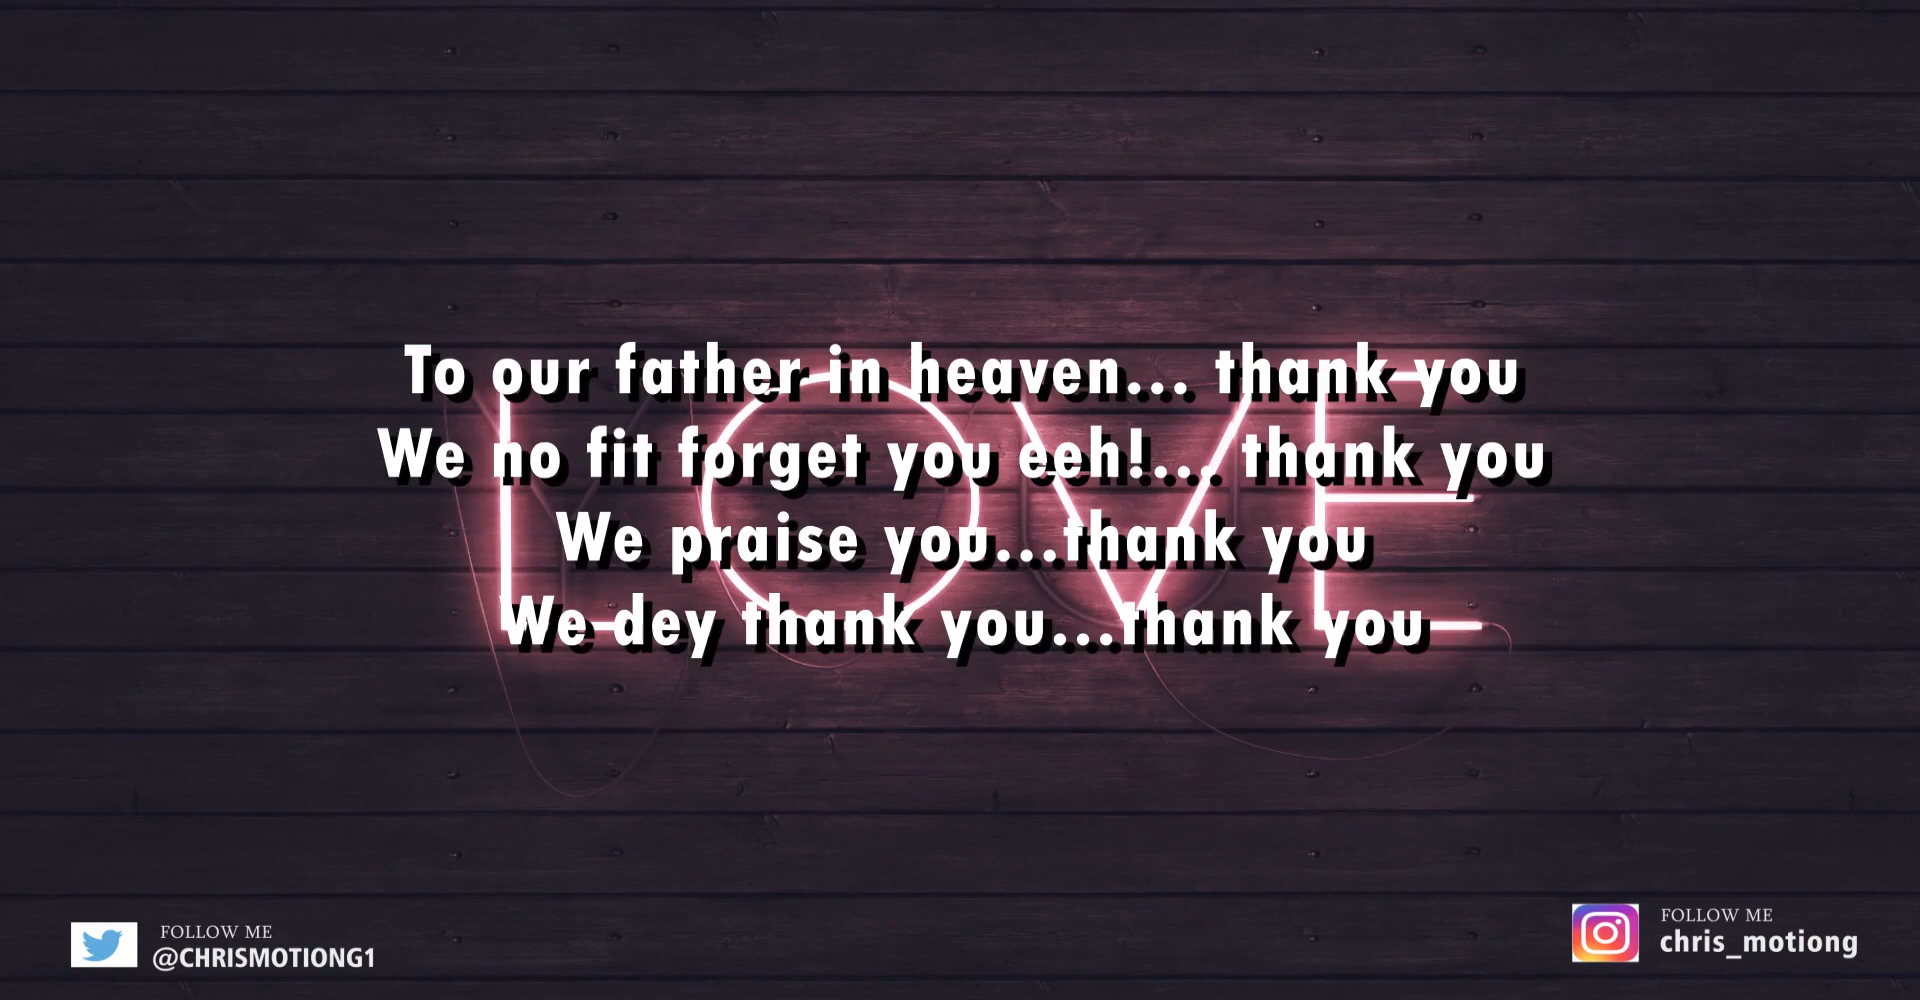 To our father in heaven... thank you
We no fit forget you eeh!... thank you
We praise you...thank you
We dey thank you...thank you
LOVE
FOLLOW ME
@CHRISMOTIONG1
FOLLOW ME
chris_motiong